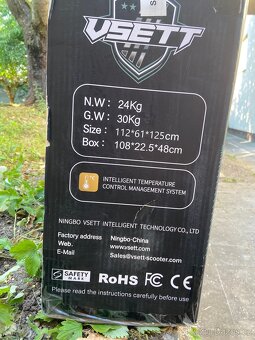 VSETT
N.W : 24Kg
G.W : 30Kg
Size : 112*61*125cm
Box : 108*22.5*48cm
INTELLIGENT TEMPERATURE
CONTROL MANAGEMENT SYSTEM
NINGBO VSETT INTELLIGENT TECHNOLOGY CO., LTD
Factory address Ningbo-China
Web. www.vsett.com
E-Mail Sales@vsett-scooter.com
SAFETY
MARK
RoHS FC CE
Please read the instructions carefully before use